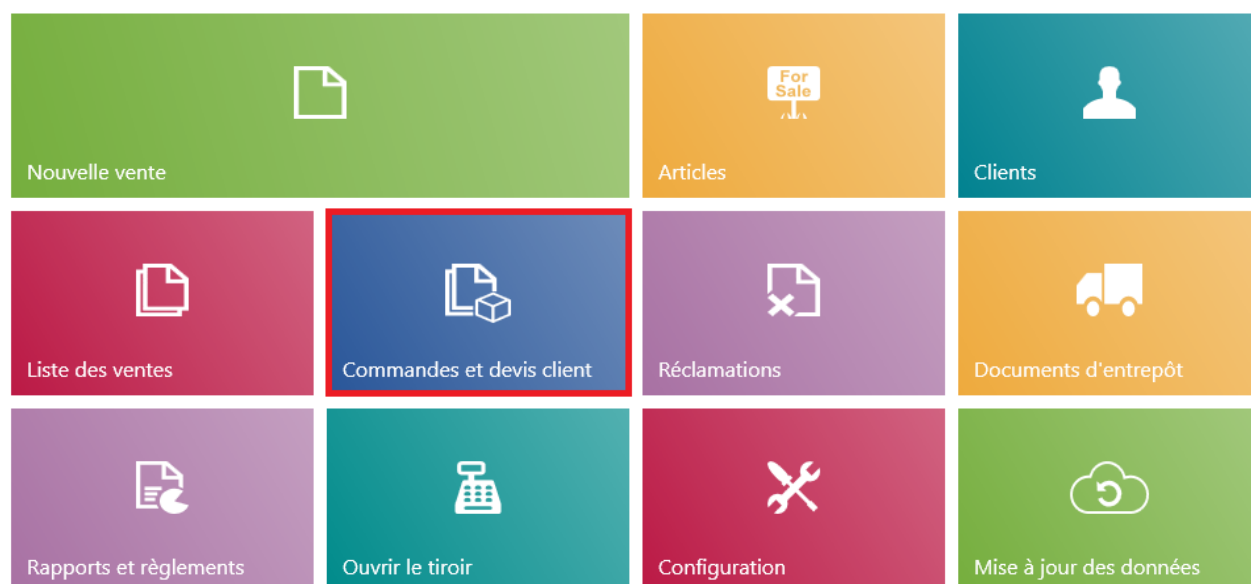 Nouvelle vente
For
Sale
Articles
Clients
Liste des ventes
Commandes et devis client
Réclamations
Documents d'entrepôt
Rapports et règlements
Ouvrir le tiroir
Configuration
Mise à jour des données